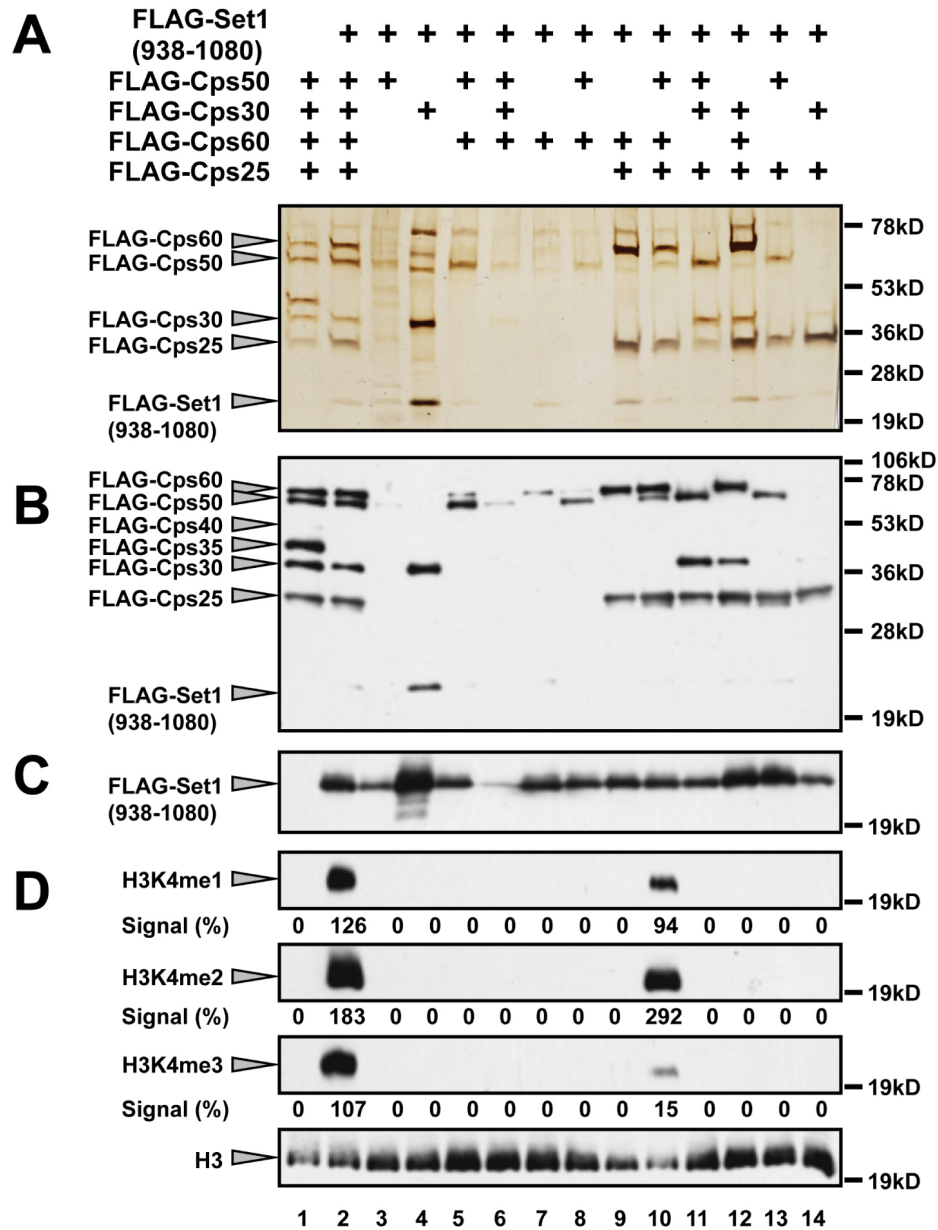 A
FLAG-Set1 + + + + + + + + + + + + +
(938-1080)
FLAG-Cps50 + + + + + + + + +
FLAG-Cps30 + + + + + + +
FLAG-Cps60 + + + + + + + + +
FLAG-Cps25 + + + + + + + +
78kD
FLAG-Cps60
FLAG-Cps50
53kD
FLAG-Cps30
36kD
FLAG-Cps25
28kD
FLAG-Set1
(938-1080)
19kD
B
106kD
FLAG-Cps60
78kD
FLAG-Cps50
FLAG-Cps40
53kD
FLAG-Cps35
FLAG-Cps30
36kD
FLAG-Cps25
28kD
FLAG-Set1
(938-1080)
19kD
C
FLAG-Set1
(938-1080)
19kD
D
H3K4me1
19kD
Signal (%) 0 126 0 0 0 0 0 0 0 94 0 0 0 0
H3K4me2
19kD
Signal (%) 0 183 0 0 0 0 0 0 0 292 0 0 0 0
H3K4me3
19kD
Signal (%) 0 107 0 0 0 0 0 0 0 15 0 0 0 0
H3
19kD
1 2 3 4 5 6 7 8 9 10 11 12 13 14